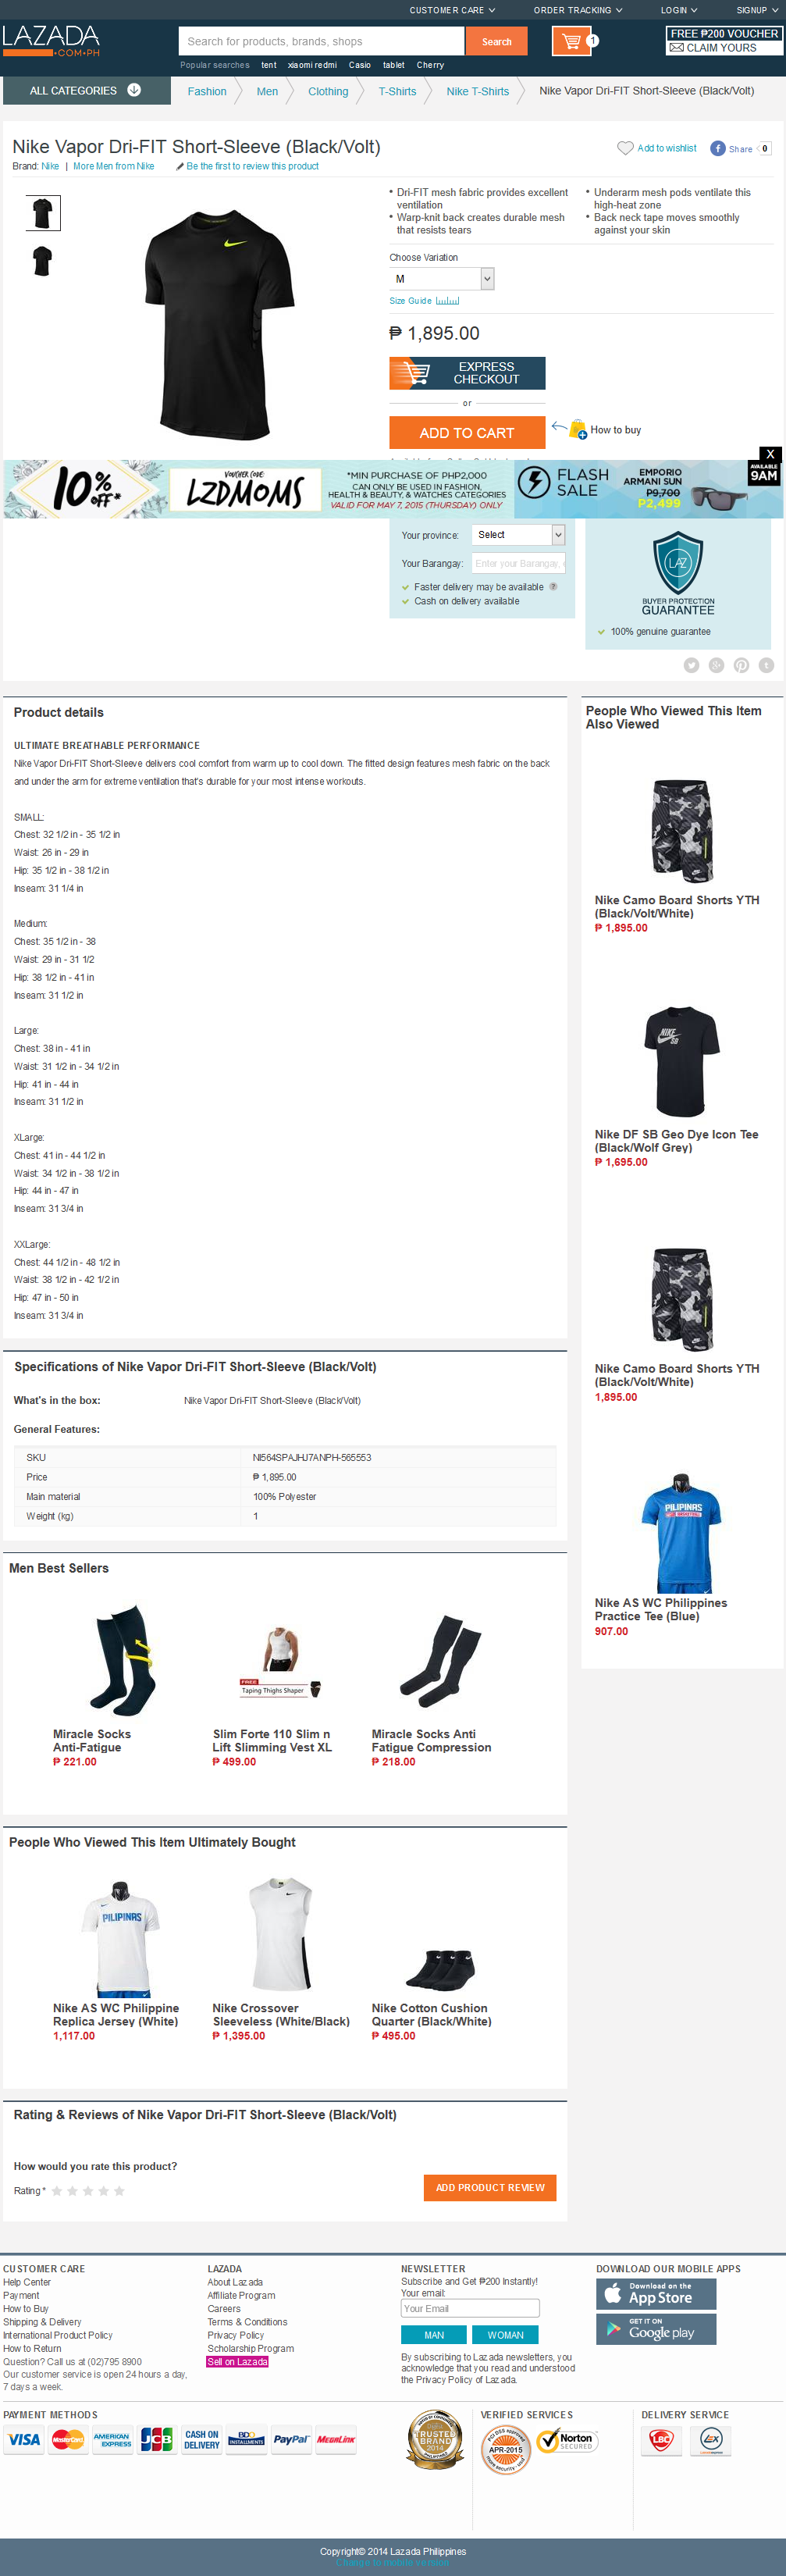 CUSTOMER CARE
ORDER TRACKING
LOGIN
SIGNUP
LAZADA
.COM.PH
Search for products, brands, shops
Search
1
FREE ₱200 VOUCHER
CLAIM YOURS
Popular searches tent xiaomi redmi Casio tablet Cherry
ALL CATEGORIES
Fashion
Men
Clothing
T-Shirts
Nike T-Shirts
Nike Vapor Dri-FIT Short-Sleeve (Black/Volt)
Nike Vapor Dri-FIT Short-Sleeve (Black/Volt)
Add to wishlist
f Share 0
Brand: Nike | More Men from Nike
Be the first to review this product
• Dri-FIT mesh fabric provides excellent
ventilation
• Warp-knit back creates durable mesh
that resists tears
• Underarm mesh pods ventilate this
high-heat zone
• Back neck tape moves smoothly
against your skin
Choose Variation
M
Size Guide
₱ 1,895.00
EXPRESS
CHECKOUT
or
ADD TO CART
How to buy
X
10%
OFF*
VOUCHER CODE:
LZDMOMS
*MIN PURCHASE OF PHP2,000
CAN ONLY BE USED IN FASHION,
HEALTH & BEAUTY, & WATCHES CATEGORIES
VALID FOR MAY 7, 2015 (THURSDAY) ONLY
FLASH
SALE
EMPORIO
ARMANI SUN
₱9,700
₱2,499
AVAILABLE
9AM
Your province: Select
Your Barangay: Enter your Barangay,
Faster delivery may be available ?
Cash on delivery available
LAZ
BUYER PROTECTION
GUARANTEE
100% genuine guarantee
Product details
ULTIMATE BREATHABLE PERFORMANCE
Nike Vapor Dri-FIT Short-Sleeve delivers cool comfort from warm up to cool down. The fitted design features mesh fabric on the back
and under the arm for extreme ventilation that's durable for your most intense workouts.
SMALL:
Chest: 32 1/2 in - 35 1/2 in
Waist: 26 in - 29 in
Hip: 35 1/2 in - 38 1/2 in
Inseam: 31 1/4 in
Medium:
Chest: 35 1/2 in - 38
Waist: 29 in - 31 1/2
Hip: 38 1/2 in - 41 in
Inseam: 31 1/2 in
Large:
Chest: 38 in - 41 in
Waist: 31 1/2 in - 34 1/2 in
Hip: 41 in - 44 in
Inseam: 31 1/2 in
XLarge:
Chest: 41 in - 44 1/2 in
Waist: 34 1/2 in - 38 1/2 in
Hip: 44 in - 47 in
Inseam: 31 3/4 in
XXLarge:
Chest: 44 1/2 in - 48 1/2 in
Waist: 38 1/2 in - 42 1/2 in
Hip: 47 in - 50 in
Inseam: 31 3/4 in
People Who Viewed This Item
Also Viewed
Nike Camo Board Shorts YTH
(Black/Volt/White)
₱ 1,895.00
NIKE
SB
Nike DF SB Geo Dye Icon Tee
(Black/Wolf Grey)
₱ 1,695.00
Nike Camo Board Shorts YTH
(Black/Volt/White)
1,895.00
PILIPINAS
BASKETBALL
Nike AS WC Philippines
Practice Tee (Blue)
907.00
Specifications of Nike Vapor Dri-FIT Short-Sleeve (Black/Volt)
What's in the box: Nike Vapor Dri-FIT Short-Sleeve (Black/Volt)
General Features:
SKU NI564SPAJHJ7ANPH-565553
Price ₱ 1,895.00
Main material 100% Polyester
Weight (kg) 1
Men Best Sellers
FREE
Taping Thighs Shaper
Miracle Socks
Anti-Fatigue
₱ 221.00
Slim Forte 110 Slim n
Lift Slimming Vest XL
₱ 499.00
Miracle Socks Anti
Fatigue Compression
₱ 218.00
People Who Viewed This Item Ultimately Bought
PILIPINAS
Nike AS WC Philippine
Replica Jersey (White)
1,117.00
Nike Crossover
Sleeveless (White/Black)
₱ 1,395.00
Nike Cotton Cushion
Quarter (Black/White)
₱ 495.00
Rating & Reviews of Nike Vapor Dri-FIT Short-Sleeve (Black/Volt)
How would you rate this product?
Rating *
ADD PRODUCT REVIEW
CUSTOMER CARE
Help Center
Payment
How to Buy
Shipping & Delivery
International Product Policy
How to Return
Question? Call us at (02)795 8900
Our customer service is open 24 hours a day,
7 days a week.
LAZADA
About Lazada
Affiliate Program
Careers
Terms & Conditions
Privacy Policy
Scholarship Program
Sell on Lazada
NEWSLETTER
Subscribe and Get ₱200 Instantly!
Your email:
Your Email
MAN
WOMAN
By subscribing to Lazada newsletters, you
acknowledge that you read and understood
the Privacy Policy of Lazada.
DOWNLOAD OUR MOBILE APPS
Download on the
App Store
GET IT ON
Google play
PAYMENT METHODS
VISA
MasterCard
AMERICAN EXPRESS
JCB
CASH ON DELIVERY
BDO INSTALLMENTS
PayPal
MEGALINK
TRUSTED
BRAND
2014
VERIFIED SERVICES
APR-2015
Norton
SECURED
DELIVERY SERVICE
LBC
LEX
Copyright© 2014 Lazada Philippines
Change to mobile version